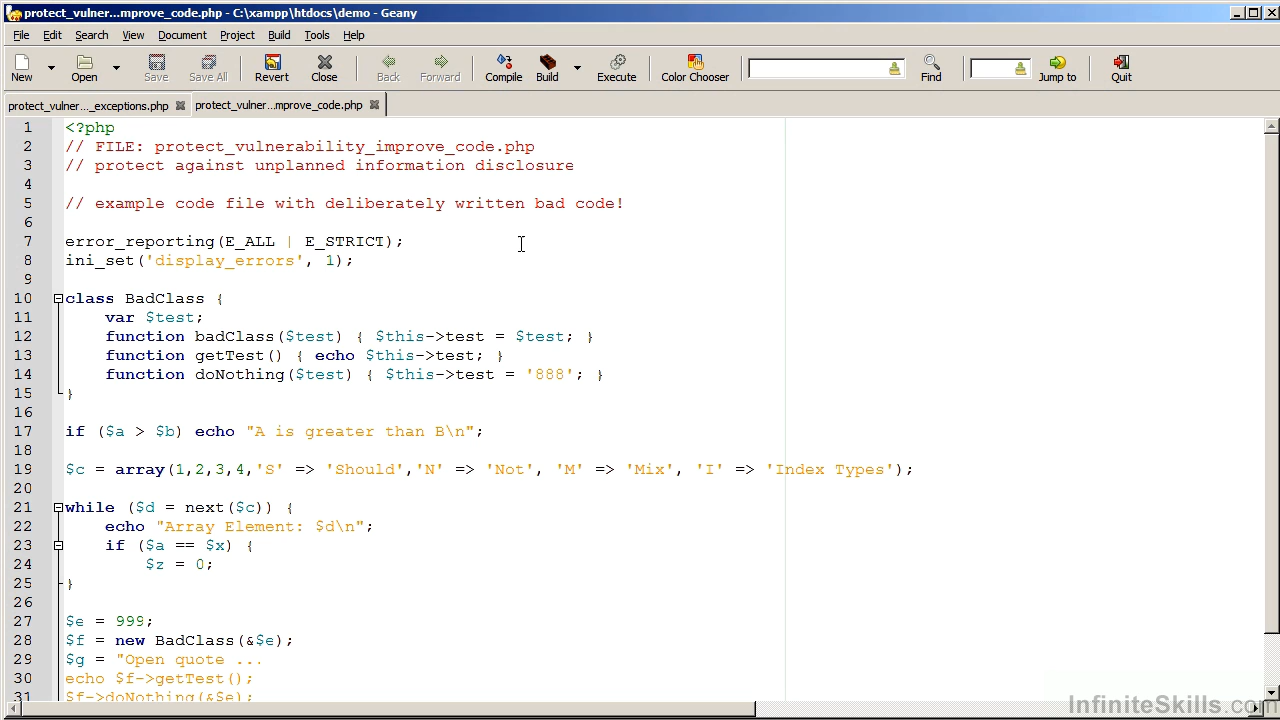 protect_vulner...mprove_code.php - C:\xampp\htdocs\demo - Geany
File Edit Search View Document Project Build Tools Help
New Open Save Save All Revert Close Back Forward Compile Build Execute Color Chooser Find Jump to Quit
protect_vulner..._exceptions.php protect_vulner...mprove_code.php
1 <?php
2 // FILE: protect_vulnerability_improve_code.php
3 // protect against unplanned information disclosure
4
5 // example code file with deliberately written bad code!
6
7 error_reporting(E_ALL | E_STRICT);
8 ini_set('display_errors', 1);
9
10 class BadClass {
11 var $test;
12 function badClass($test) { $this->test = $test; }
13 function getTest() { echo $this->test; }
14 function doNothing($test) { $this->test = '888'; }
15 }
16
17 if ($a > $b) echo "A is greater than B\n";
18
19 $c = array(1,2,3,4,'S' => 'Should','N' => 'Not', 'M' => 'Mix', 'I' => 'Index Types');
20
21 while ($d = next($c)) {
22 echo "Array Element: $d\n";
23 if ($a == $x) {
24 $z = 0;
25 }
26
27 $e = 999;
28 $f = new BadClass(&$e);
29 $g = "Open quote ...
30 echo $f->getTest();
31 $f->doNothing(&$e);
InfiniteSkills.com